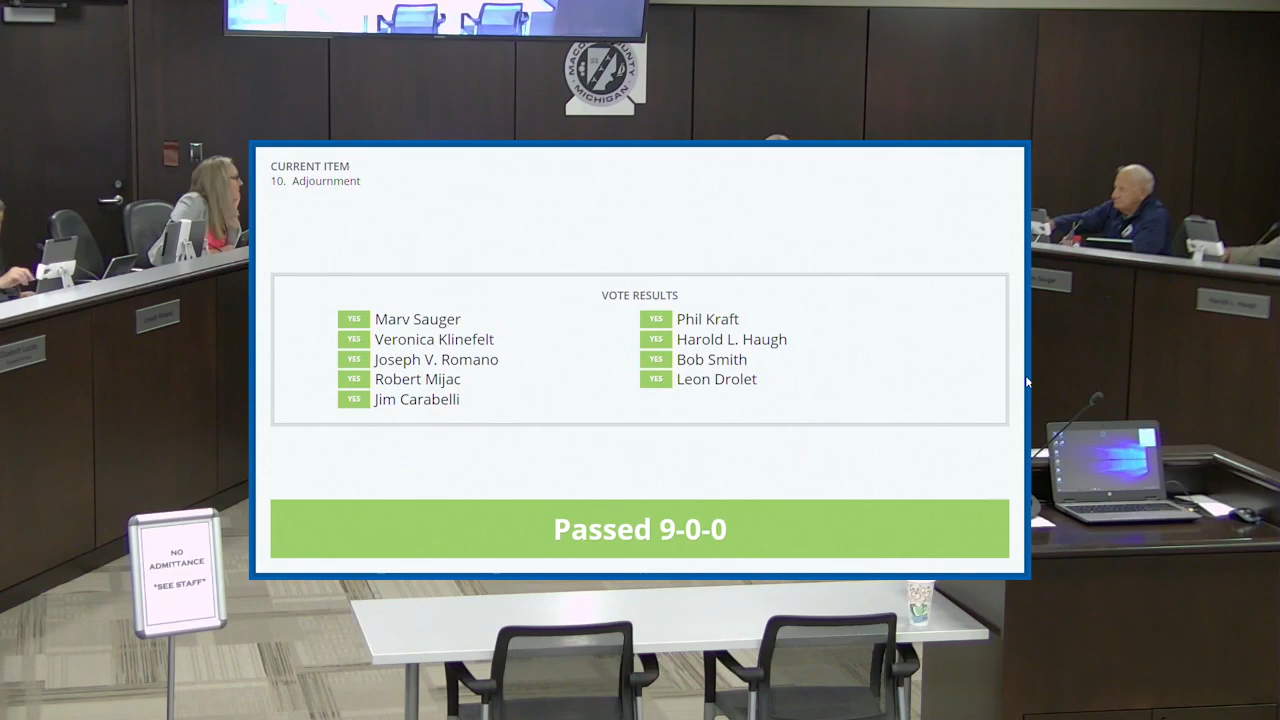 MACOMB COUNTY
MICHIGAN
CURRENT ITEM
10. Adjournment
VOTE RESULTS
YES Marv Sauger
YES Veronica Klinefelt
YES Joseph V. Romano
YES Robert Mijac
YES Jim Carabelli
YES Phil Kraft
YES Harold L. Haugh
YES Bob Smith
YES Leon Drolet
Passed 9-0-0
Harold L. Haugh
NO
ADMITTANCE
"SEE STAFF"